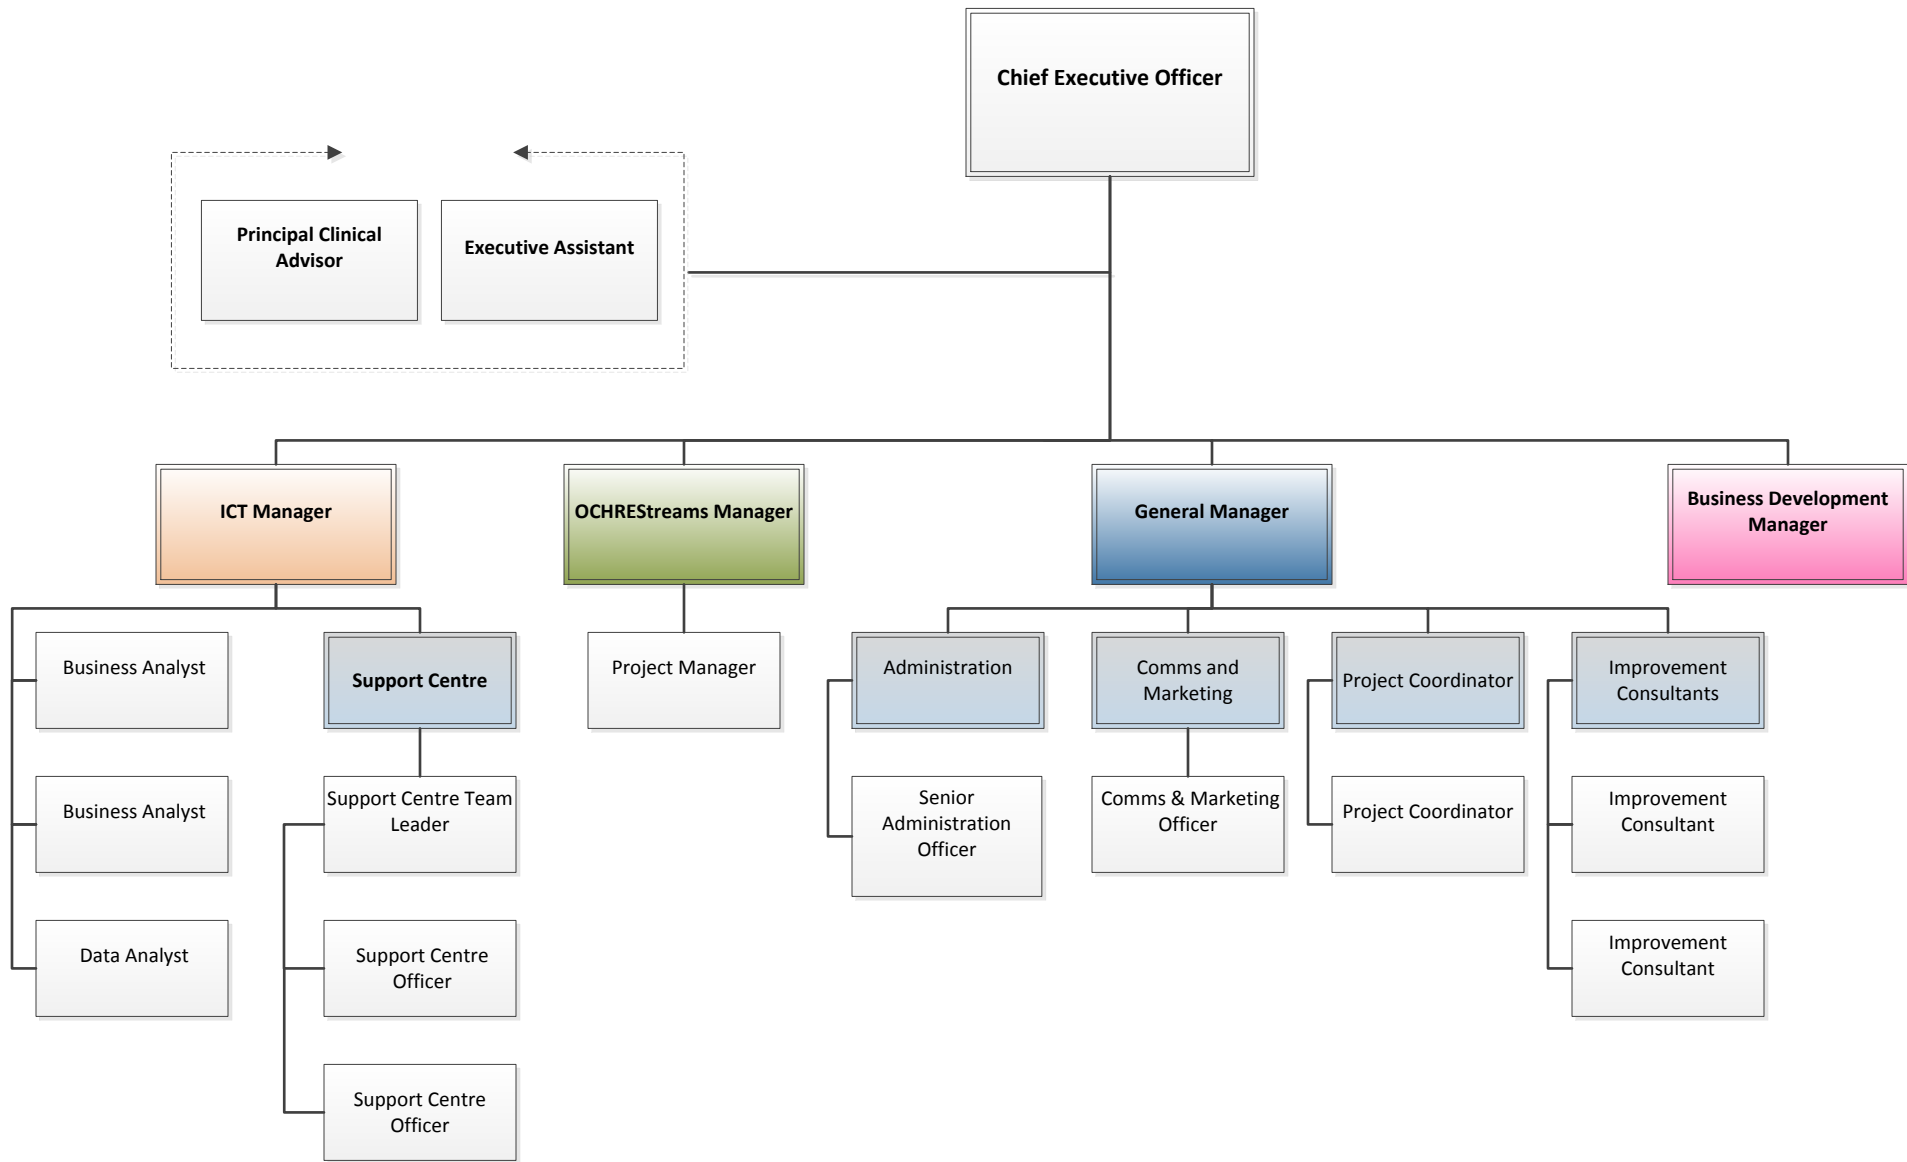 Chief Executive Officer
Principal Clinical
Advisor
Executive Assistant
ICT Manager
OCHREStreams Manager
General Manager
Business Development
Manager
Business Analyst
Support Centre
Project Manager
Administration
Comms and
Marketing
Project Coordinator
Improvement
Consultants
Business Analyst
Support Centre Team
Leader
Senior
Administration
Officer
Comms & Marketing
Officer
Project Coordinator
Improvement
Consultant
Data Analyst
Support Centre
Officer
Improvement
Consultant
Support Centre
Officer